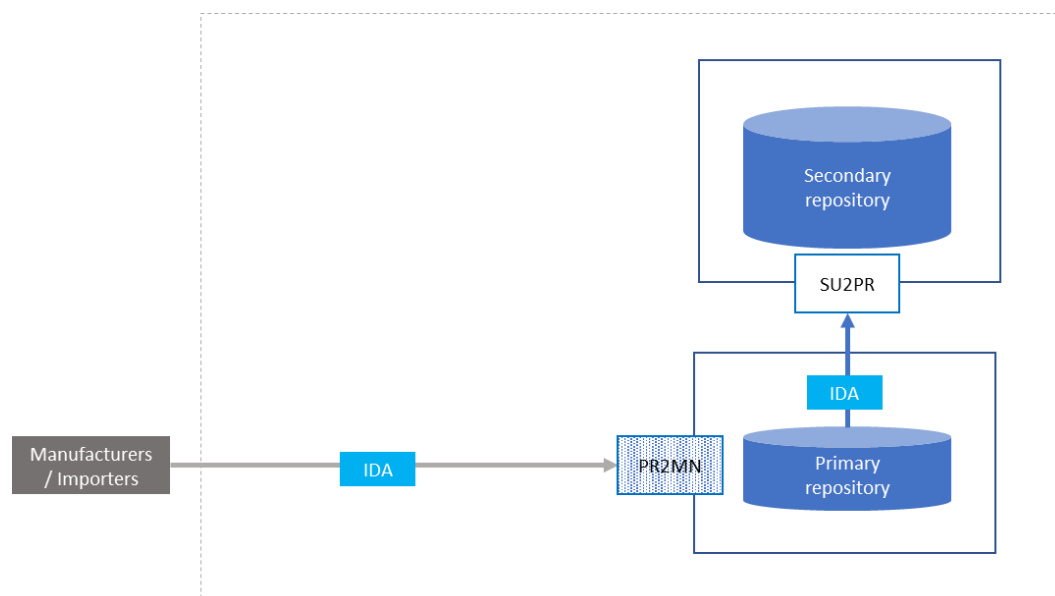 Secondary
repository
SU2PR
IDA
Manufacturers
/ Importers
IDA
PR2MN
Primary
repository